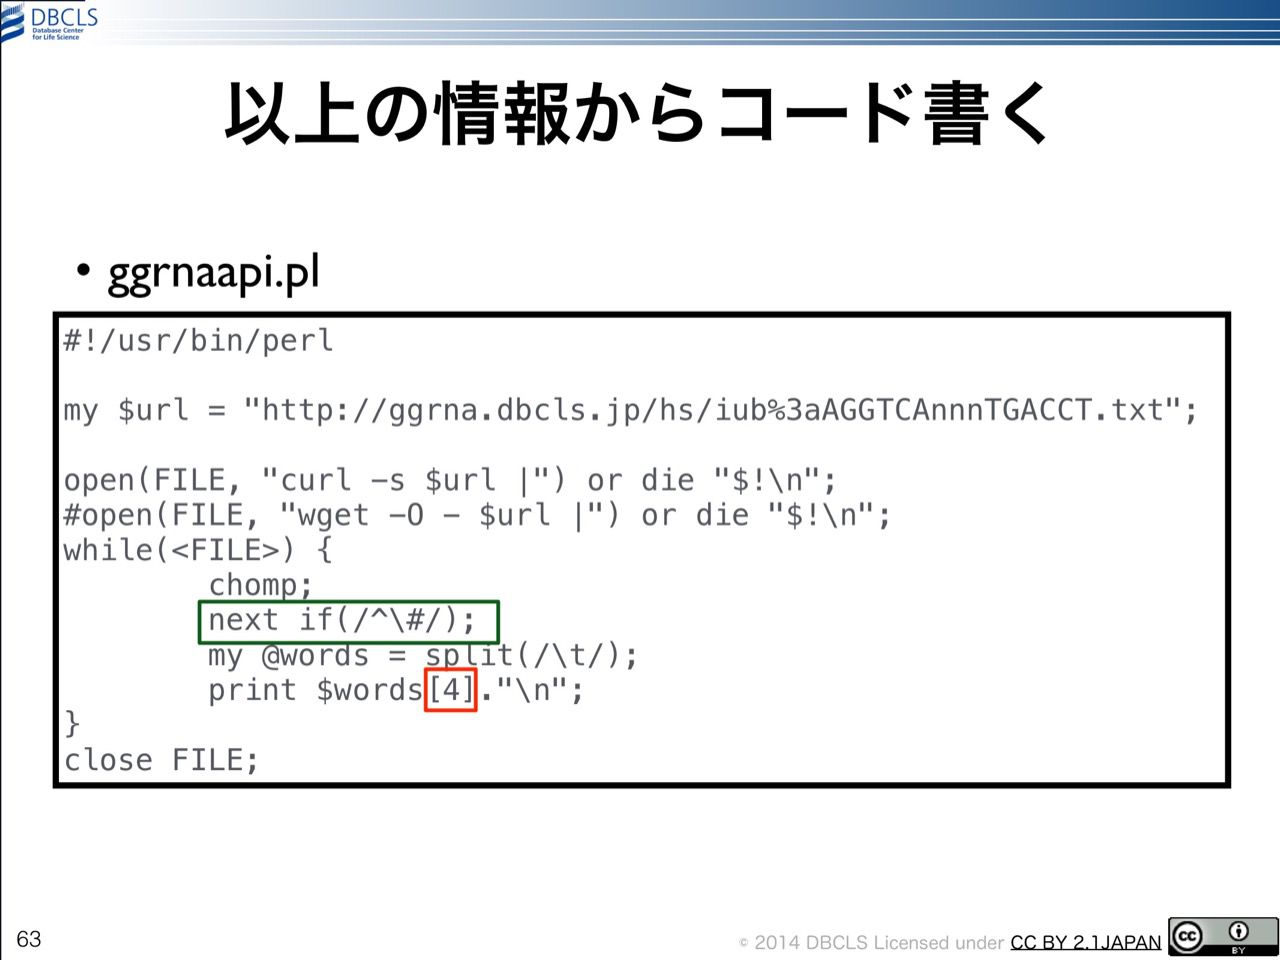 DBCLS
Database Center
for Life Science
以上の情報からコード書く
• ggrnaapi.pl
#!/usr/bin/perl
my $url = "http://ggrna.dbcls.jp/hs/iub%3aAGGTCAnnnTGACCT.txt";
open(FILE, "curl -s $url |") or die "$!\n";
#open(FILE, "wget -O - $url |") or die "$!\n";
while(<FILE>) {
chomp;
next if(/^\#/);
my @words = split(/\t/);
print $words[4]."\n";
}
close FILE;
63
© 2014 DBCLS Licensed under CC BY 2.1JAPAN
cc
BY